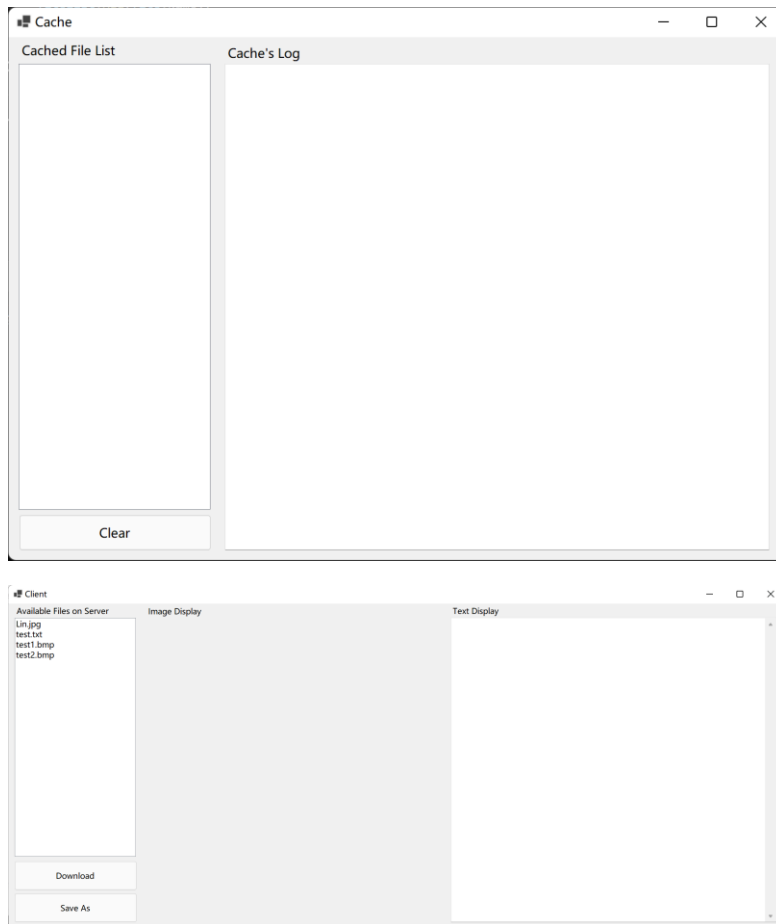 Cache
Cached File List
Cache's Log
Clear
Client
Available Files on Server
Image Display
Text Display
Lin.jpg
test.txt
test1.bmp
test2.bmp
Download
Save As